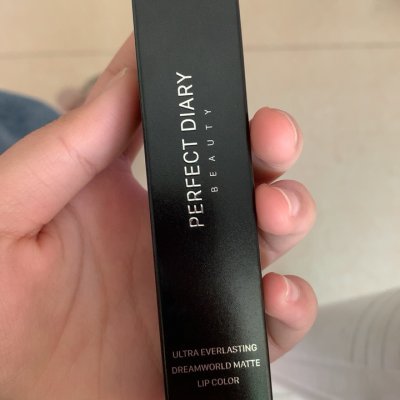 PERFECT DIARY
BEAUTY
ULTRA EVERLASTING
DREAMWORLD MATTE
LIP COLOR